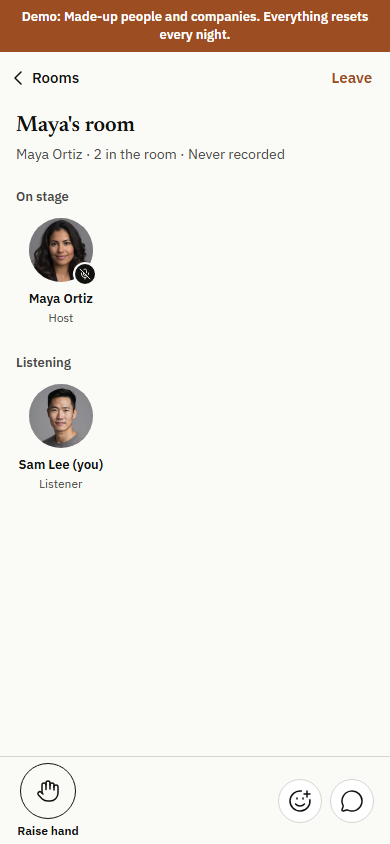 Demo: Made-up people and companies. Everything resets
every night.
Rooms
Leave
Maya's room
Maya Ortiz · 2 in the room · Never recorded
On stage
Maya Ortiz
Host
Listening
Sam Lee (you)
Listener
Raise hand